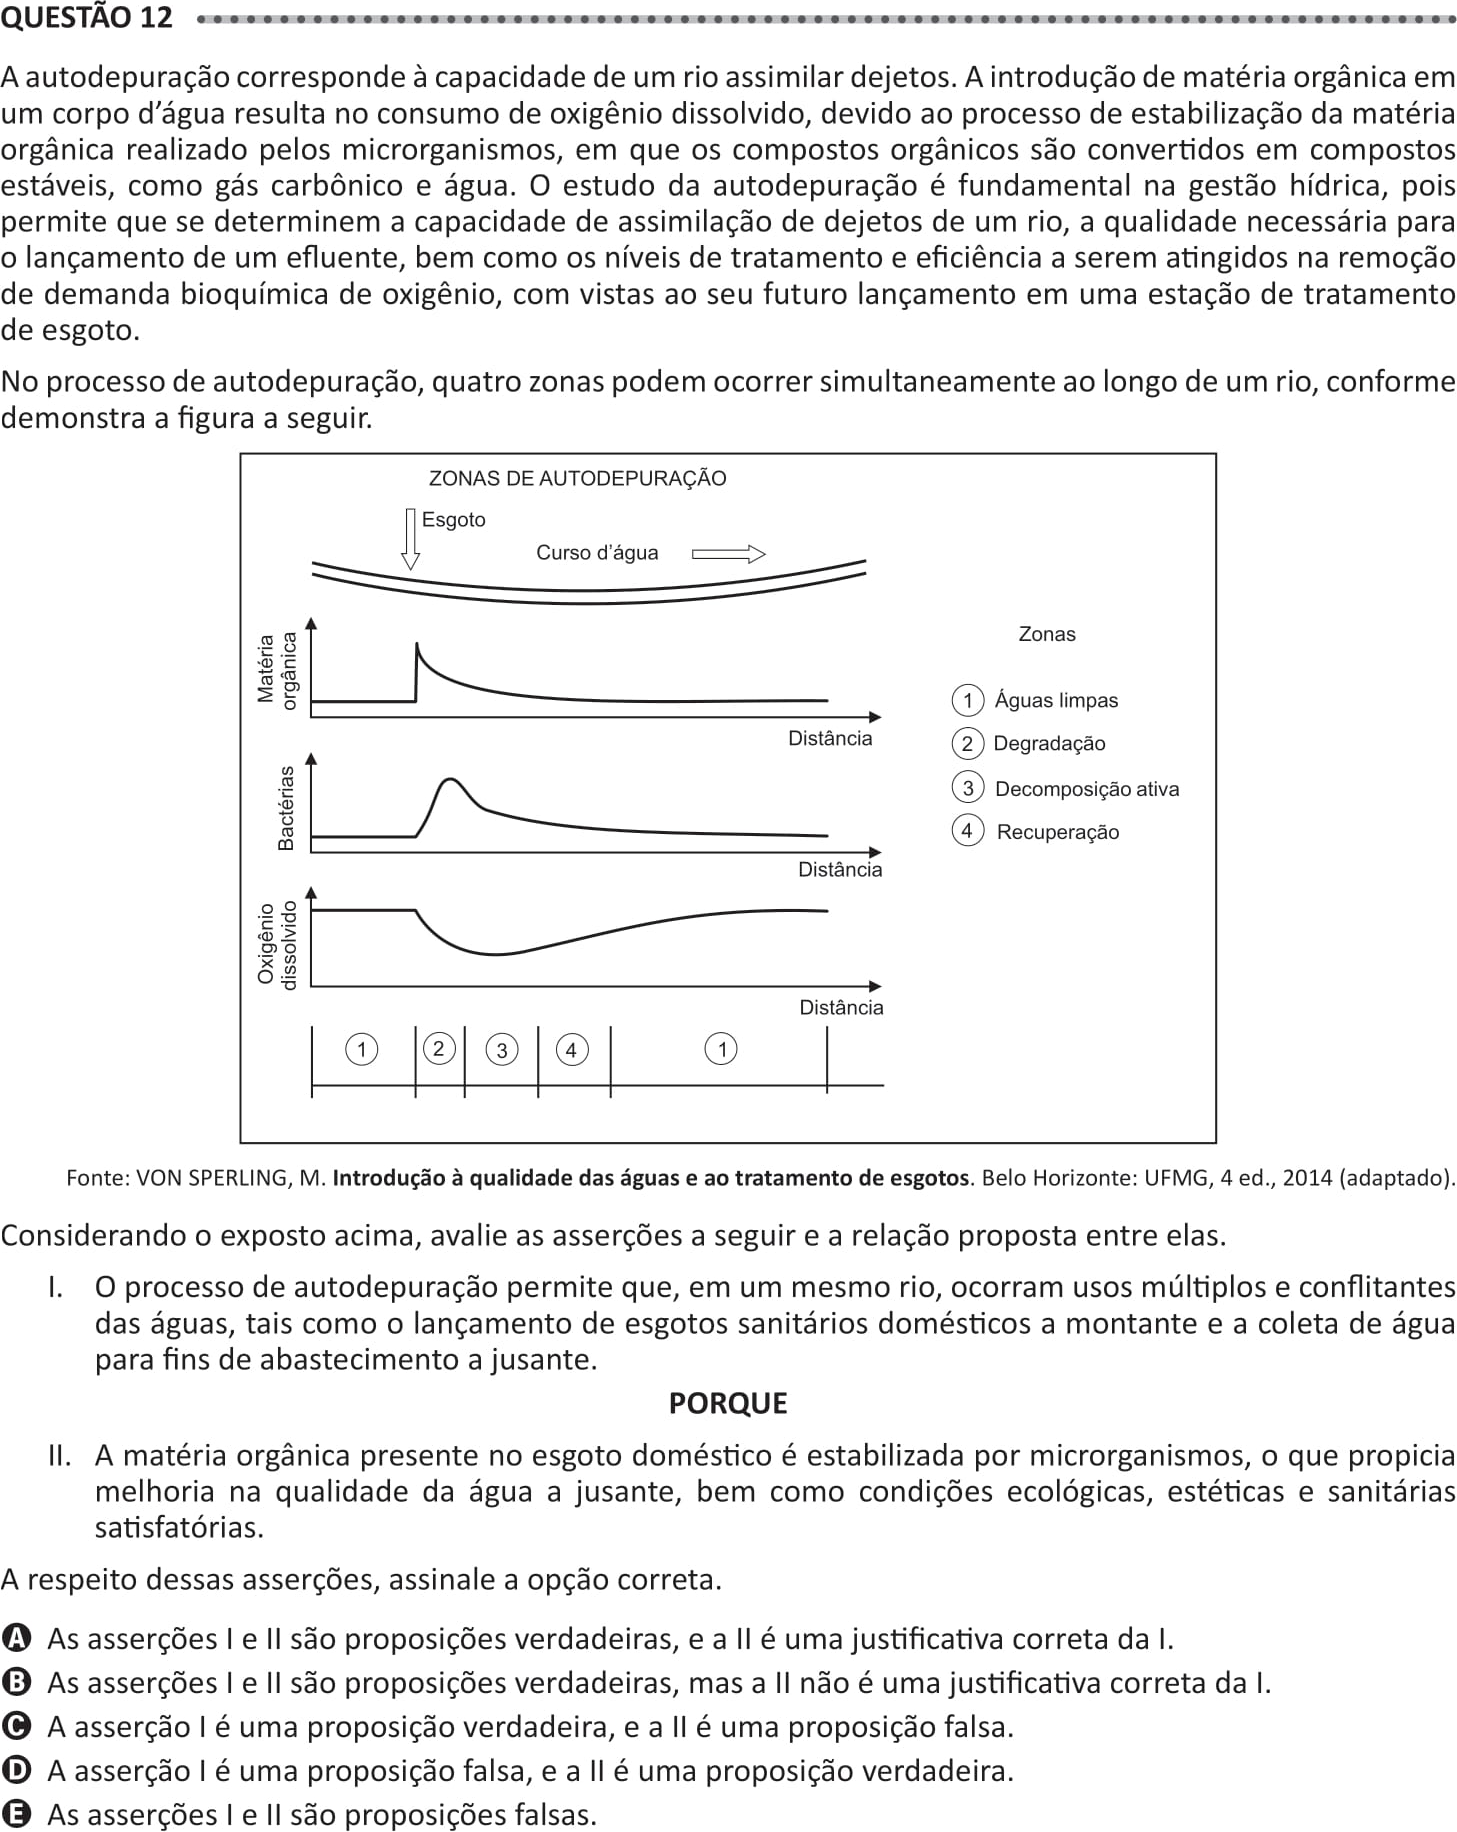 QUESTÃO 12
A autodepuração corresponde à capacidade de um rio assimilar dejetos. A introdução de matéria orgânica em
um corpo d’água resulta no consumo de oxigênio dissolvido, devido ao processo de estabilização da matéria
orgânica realizado pelos microrganismos, em que os compostos orgânicos são convertidos em compostos
estáveis, como gás carbônico e água. O estudo da autodepuração é fundamental na gestão hídrica, pois
permite que se determinem a capacidade de assimilação de dejetos de um rio, a qualidade necessária para
o lançamento de um efluente, bem como os níveis de tratamento e eficiência a serem atingidos na remoção
de demanda bioquímica de oxigênio, com vistas ao seu futuro lançamento em uma estação de tratamento
de esgoto.
No processo de autodepuração, quatro zonas podem ocorrer simultaneamente ao longo de um rio, conforme
demonstra a figura a seguir.
ZONAS DE AUTODEPURAÇÃO
Esgoto
Curso d’água
Matéria
orgânica
Distância
Bactérias
Distância
Oxigênio
dissolvido
Distância
1 2 3 4 1
Zonas
1 Águas limpas
2 Degradação
3 Decomposição ativa
4 Recuperação
Fonte: VON SPERLING, M. Introdução à qualidade das águas e ao tratamento de esgotos. Belo Horizonte: UFMG, 4 ed., 2014 (adaptado).
Considerando o exposto acima, avalie as asserções a seguir e a relação proposta entre elas.
I. O processo de autodepuração permite que, em um mesmo rio, ocorram usos múltiplos e conflitantes
das águas, tais como o lançamento de esgotos sanitários domésticos a montante e a coleta de água
para fins de abastecimento a jusante.
PORQUE
II. A matéria orgânica presente no esgoto doméstico é estabilizada por microrganismos, o que propicia
melhoria na qualidade da água a jusante, bem como condições ecológicas, estéticas e sanitárias
satisfatórias.
A respeito dessas asserções, assinale a opção correta.
A As asserções I e II são proposições verdadeiras, e a II é uma justificativa correta da I.
B As asserções I e II são proposições verdadeiras, mas a II não é uma justificativa correta da I.
C A asserção I é uma proposição verdadeira, e a II é uma proposição falsa.
D A asserção I é uma proposição falsa, e a II é uma proposição verdadeira.
E As asserções I e II são proposições falsas.